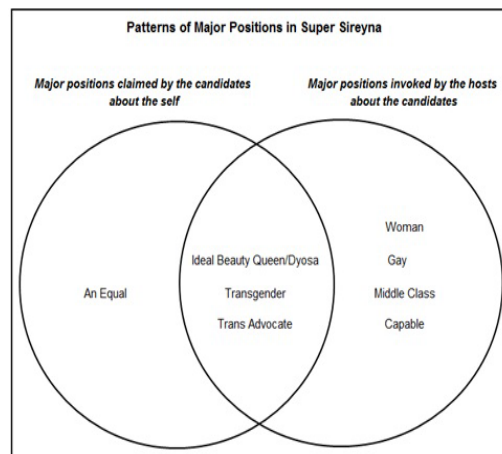 Patterns of Major Positions in Super Sireyna
Major positions claimed by the candidates
about the self
Major positions invoked by the hosts
about the candidates
An Equal
Ideal Beauty Queen/Dyosa
Transgender
Trans Advocate
Woman
Gay
Middle Class
Capable